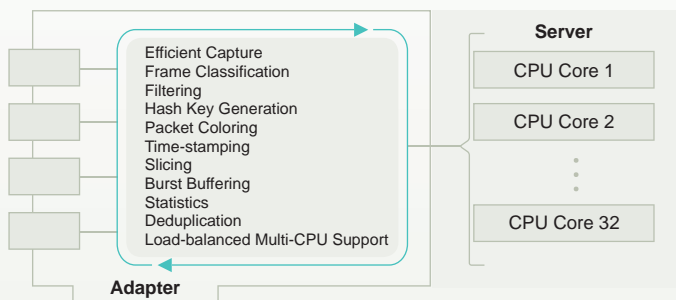 Efficient Capture
Frame Classification
Filtering
Hash Key Generation
Packet Coloring
Time-stamping
Slicing
Burst Buffering
Statistics
Deduplication
Load-balanced Multi-CPU Support
Adapter
Server
CPU Core 1
CPU Core 2
CPU Core 32